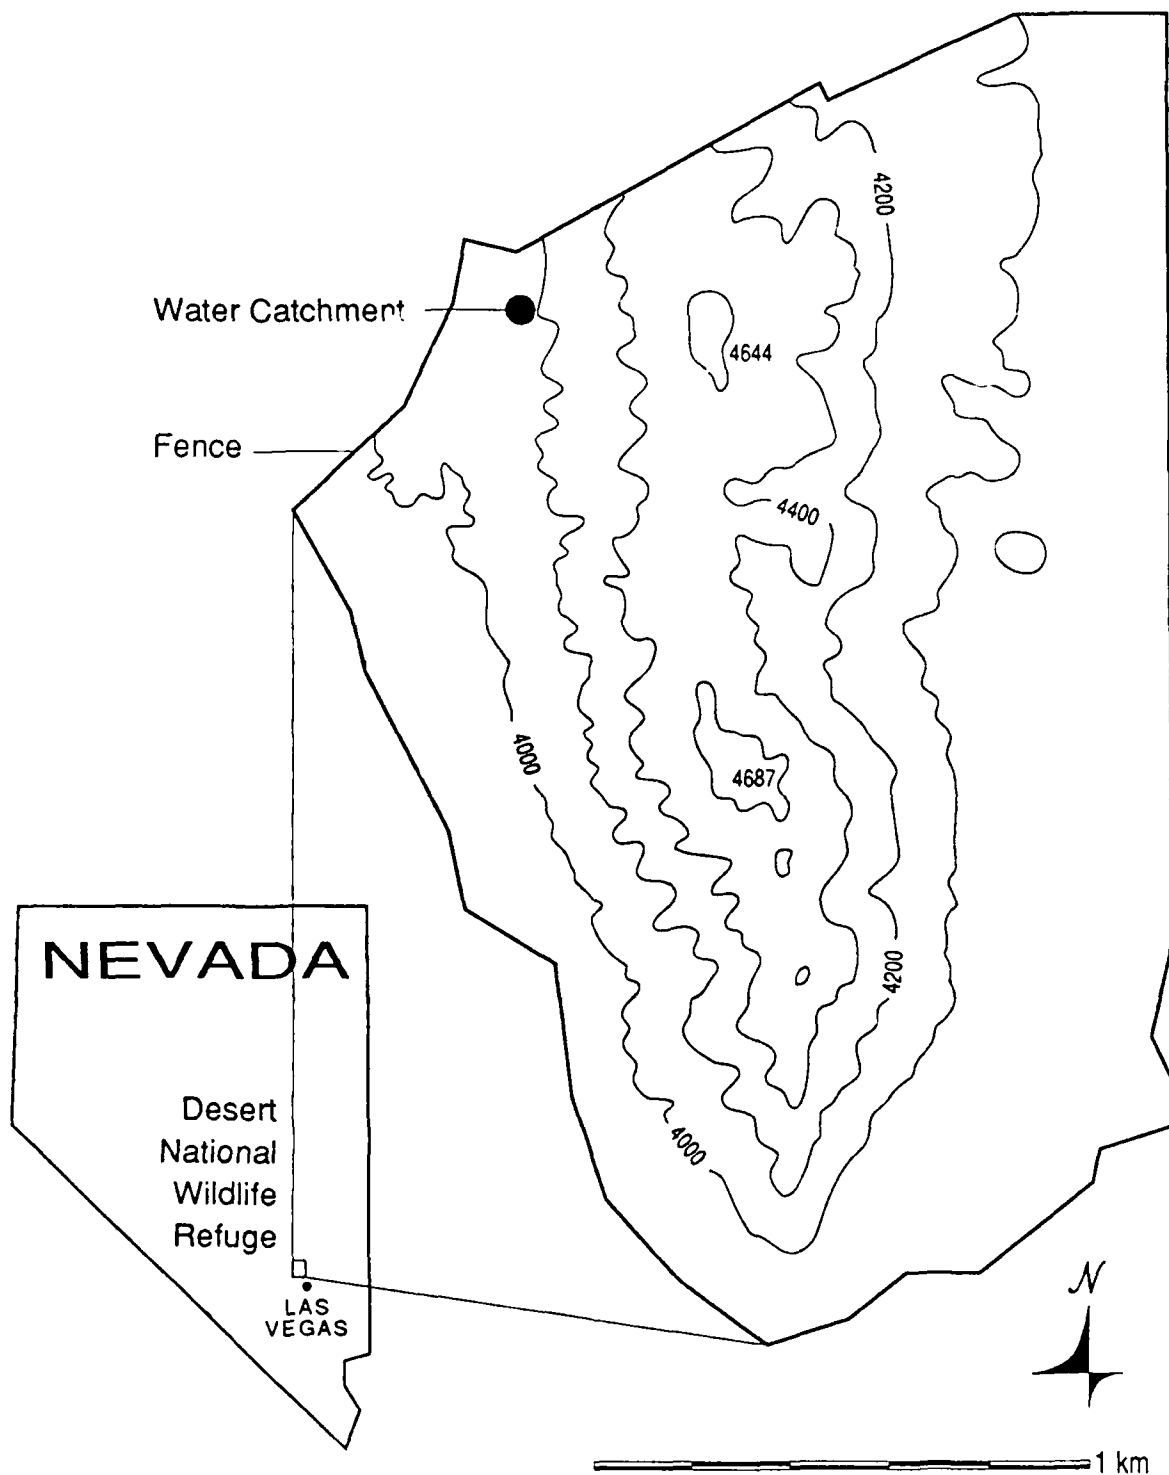 4200
Water Catchment
4644
Fence
4400
4000
4687
NEVADA
4200
Desert
National
Wildlife
Refuge
4000
LAS
VEGAS
N
1 km